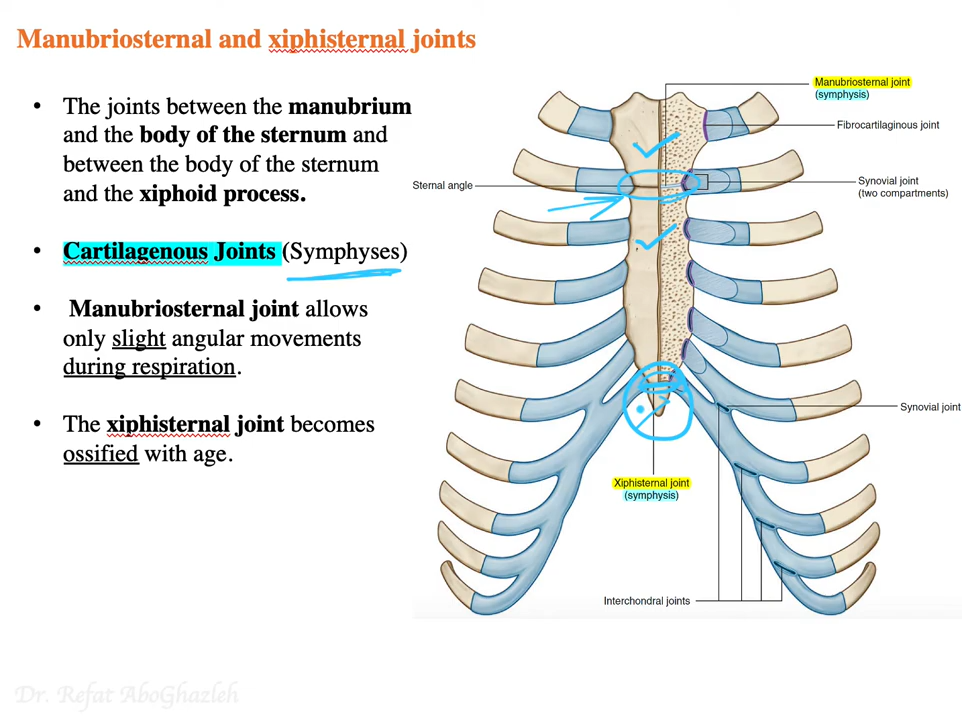 Manubriosternal and xiphisternal joints
• The joints between the manubrium
and the body of the sternum and
between the body of the sternum
and the xiphoid process.
• Cartilagenous Joints (Symphyses)
• Manubriosternal joint allows
only slight angular movements
during respiration.
• The xiphisternal joint becomes
ossified with age.
Manubriosternal joint
(symphysis)
Fibrocartilaginous joint
Sternal angle
Synovial joint
(two compartments)
Synovial joint
Xiphisternal joint
(symphysis)
Interchondral joints
Dr. Refat AboGhazleh